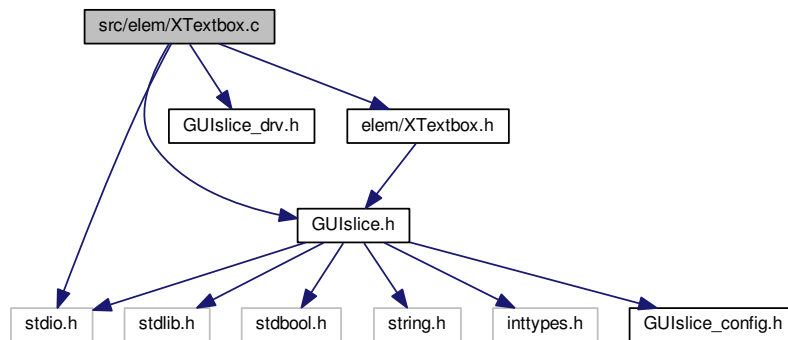 src/elem/XTextbox.c
GUIslice_drv.h
elem/XTextbox.h
GUIslice.h
stdio.h
stdlib.h
stdbool.h
string.h
inttypes.h
GUIslice_config.h